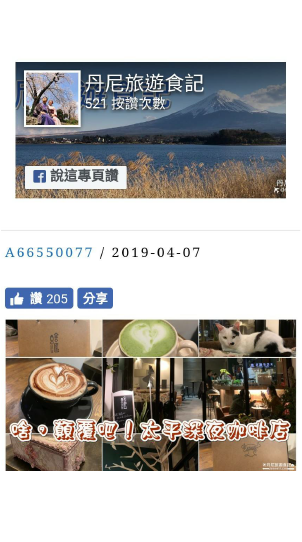 丹尼旅遊食記
521 按讚次數
說這專頁讚
A66550077 / 2019-04-07
讚 205 分享
啥。顛覆吧！太平深夜咖啡店